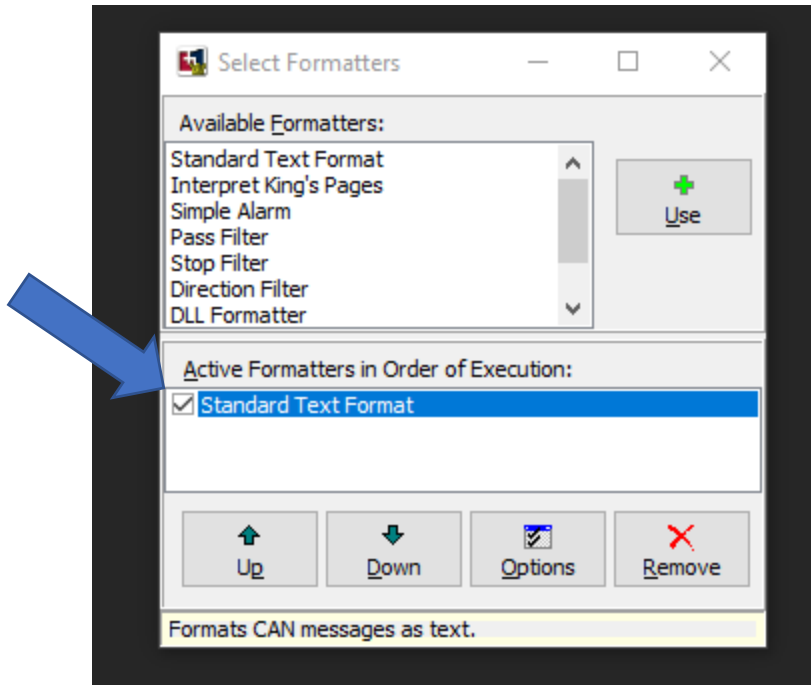 Select Formatters
Available Formatters:
Standard Text Format
Interpret King's Pages
Simple Alarm
Pass Filter
Stop Filter
Direction Filter
DLL Formatter
Use
Active Formatters in Order of Execution:
Standard Text Format
Up Down Options Remove
Formats CAN messages as text.